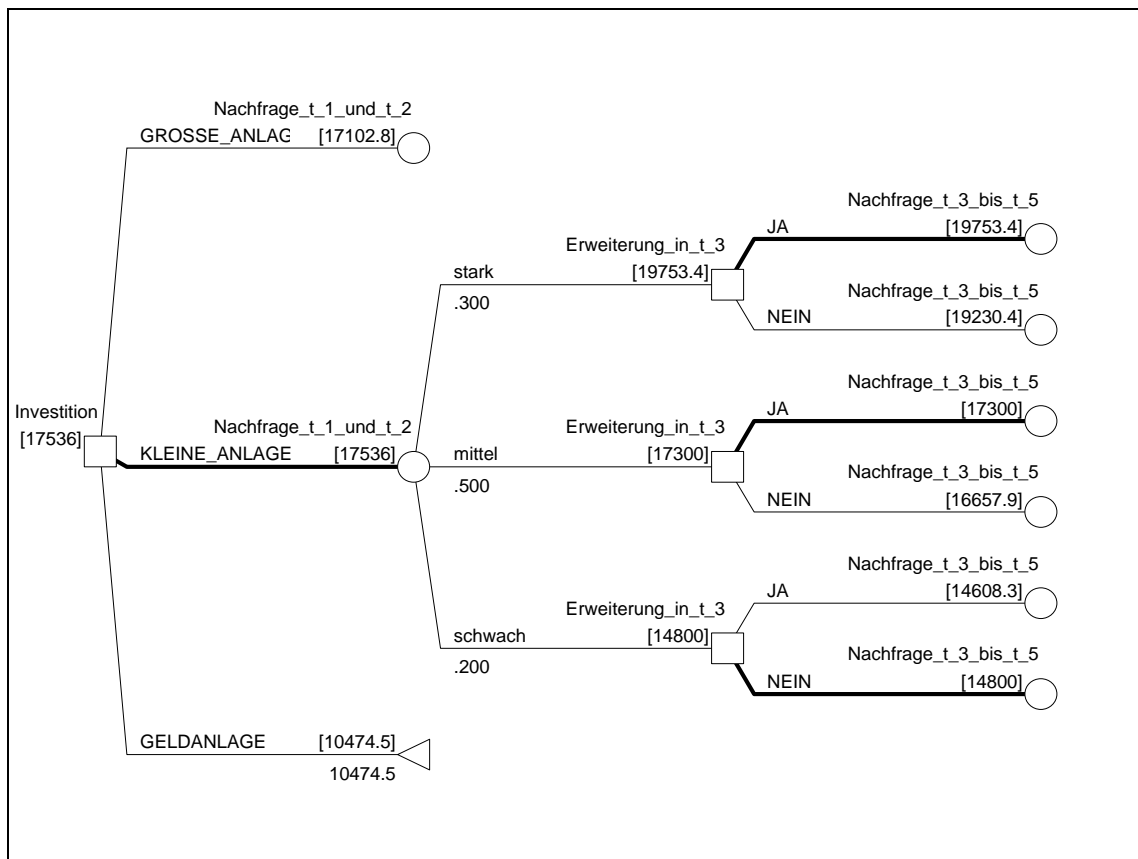 Nachfrage_t_1_und_t_2
GROSSE_ANLAG [17102.8]
Nachfrage_t_3_bis_t_5
JA [19753.4]
Erweiterung_in_t_3
stark [19753.4]
.300
Nachfrage_t_3_bis_t_5
NEIN [19230.4]
Nachfrage_t_3_bis_t_5
JA [17300]
Investition
[17536]
Nachfrage_t_1_und_t_2
KLEINE_ANLAGE [17536]
Erweiterung_in_t_3
mittel [17300]
.500
Nachfrage_t_3_bis_t_5
NEIN [16657.9]
Nachfrage_t_3_bis_t_5
JA [14608.3]
Erweiterung_in_t_3
schwach [14800]
.200
Nachfrage_t_3_bis_t_5
NEIN [14800]
GELDANLAGE [10474.5]
10474.5